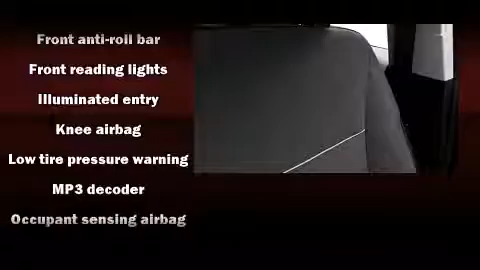 Front anti-roll bar
Front reading lights
Illuminated entry
Knee airbag
Low tire pressure warning
MP3 decoder
Occupant sensing airbag